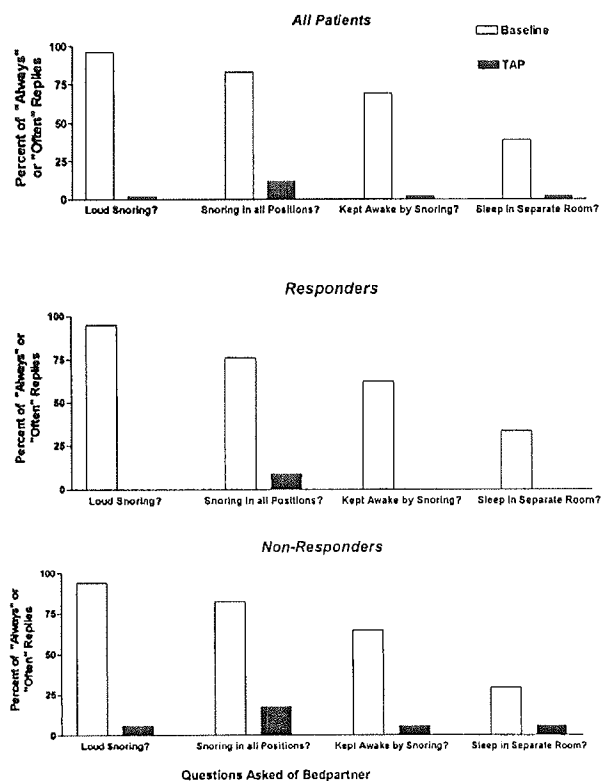 All Patients
Baseline
TAP
Percent of "Always"
or "Often" Replies
100
75
50
25
0
Loud Snoring? Snoring in all Positions? Kept Awake by Snoring? Sleep in Separate Room?
Responders
Percent of "Always" or
"Often" Replies
100
75
50
25
0
Loud Snoring? Snoring in all Positions? Kept Awake by Snoring? Sleep in Separate Room?
Non-Responders
Percent of "Always" or
"Often" Replies
100
75
50
25
0
Loud Snoring? Snoring in all Positions? Kept Awake by Snoring? Sleep in Separate Room?
Questions Asked of Bedpartner